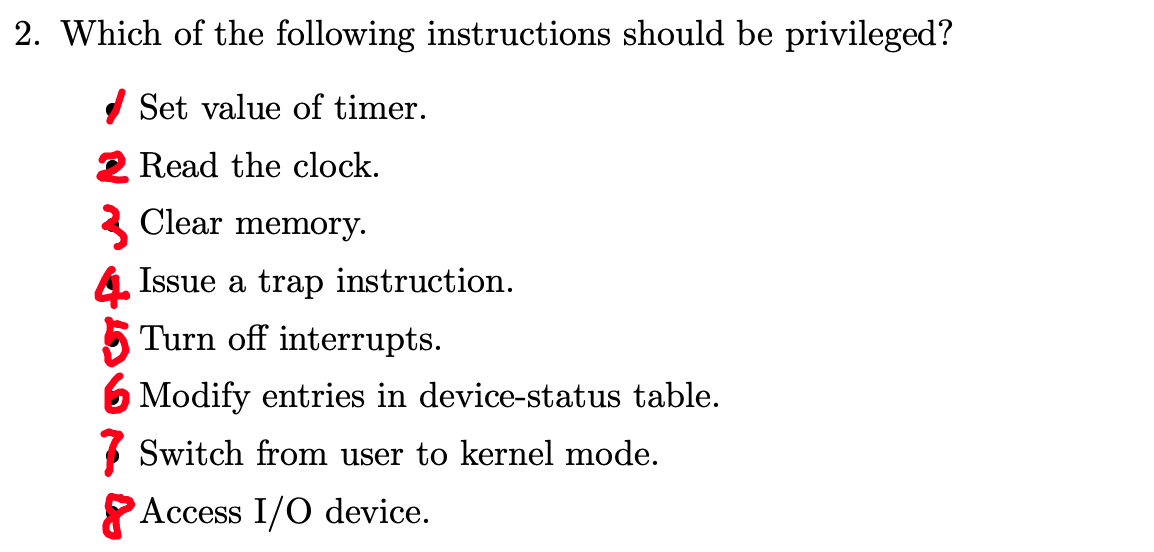 2. Which of the following instructions should be privileged?
1 Set value of timer.
2 Read the clock.
3 Clear memory.
4 Issue a trap instruction.
5 Turn off interrupts.
6 Modify entries in device-status table.
7 Switch from user to kernel mode.
8 Access I/O device.